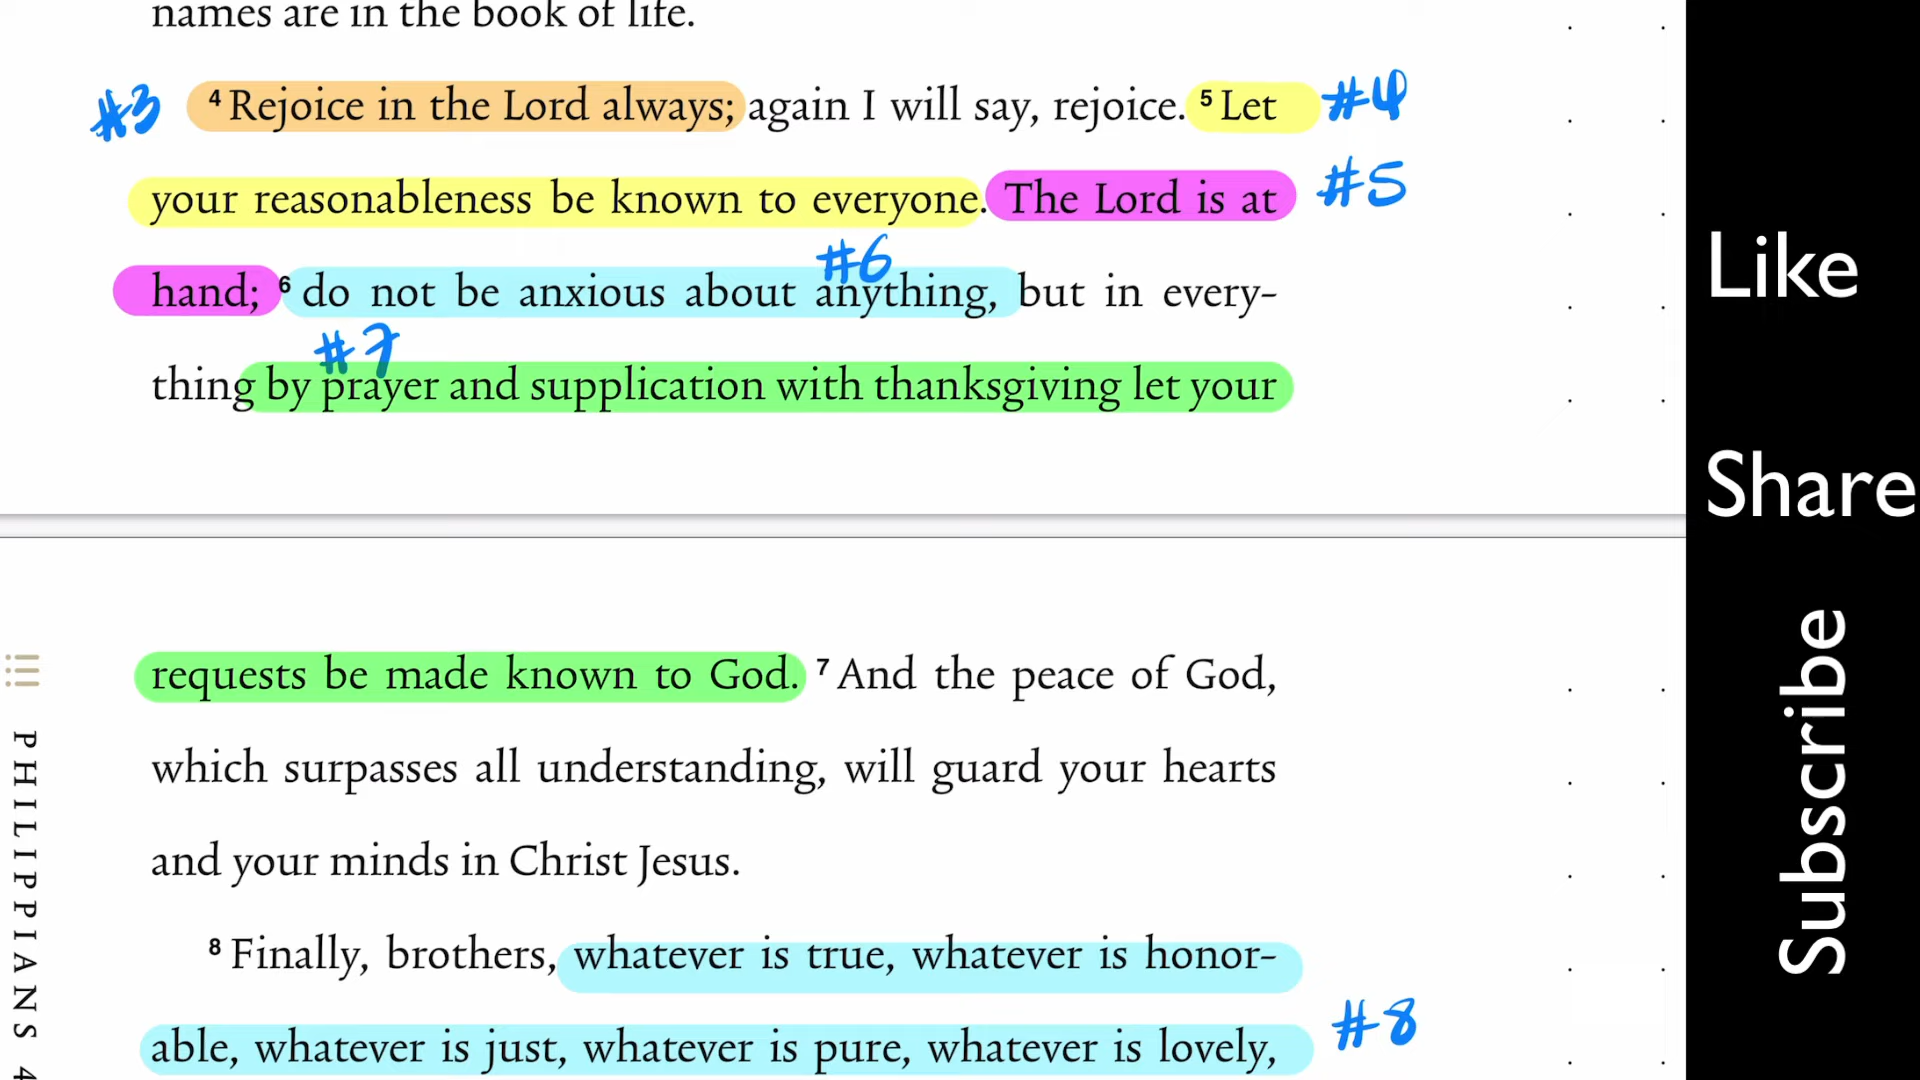 names are in the book of life.
#3 4 Rejoice in the Lord always; again I will say, rejoice. 5 Let #4
your reasonableness be known to everyone. The Lord is at #5
#6
hand; 6 do not be anxious about anything, but in every-
#7
thing by prayer and supplication with thanksgiving let your
requests be made known to God. 7 And the peace of God,
which surpasses all understanding, will guard your hearts
and your minds in Christ Jesus.
8 Finally, brothers, whatever is true, whatever is honor-
#8
able, whatever is just, whatever is pure, whatever is lovely,
PHILIPPIANS 4
Like
Share
Subscribe